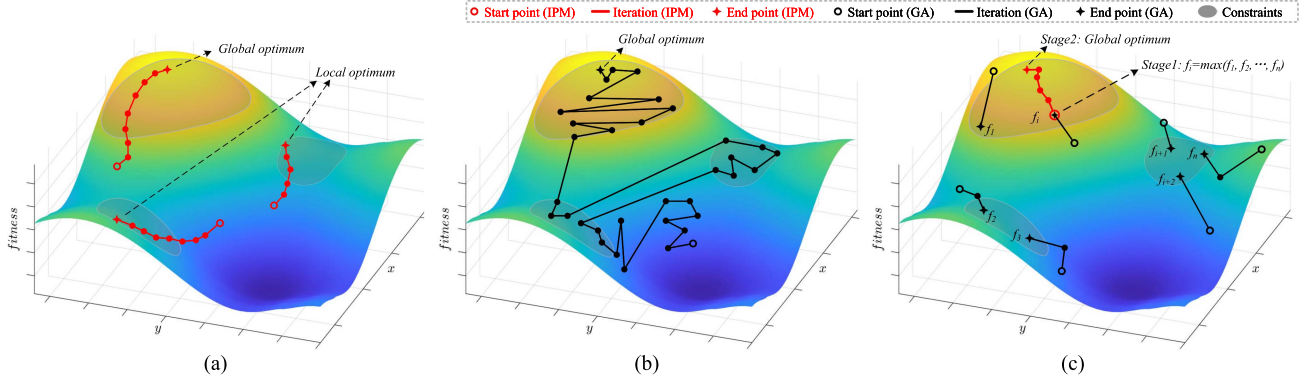 Start point (IPM) Iteration (IPM) End point (IPM) Start point (GA) Iteration (GA) End point (GA) Constraints
Global optimum
Local optimum
fitness
y
x
(a)
Global optimum
fitness
y
x
(b)
Stage2: Global optimum
Stage1: fi=max(f1, f2, ···, fn)
f1
fi
fi+1
fn
fi+2
f2
f3
fitness
y
x
(c)